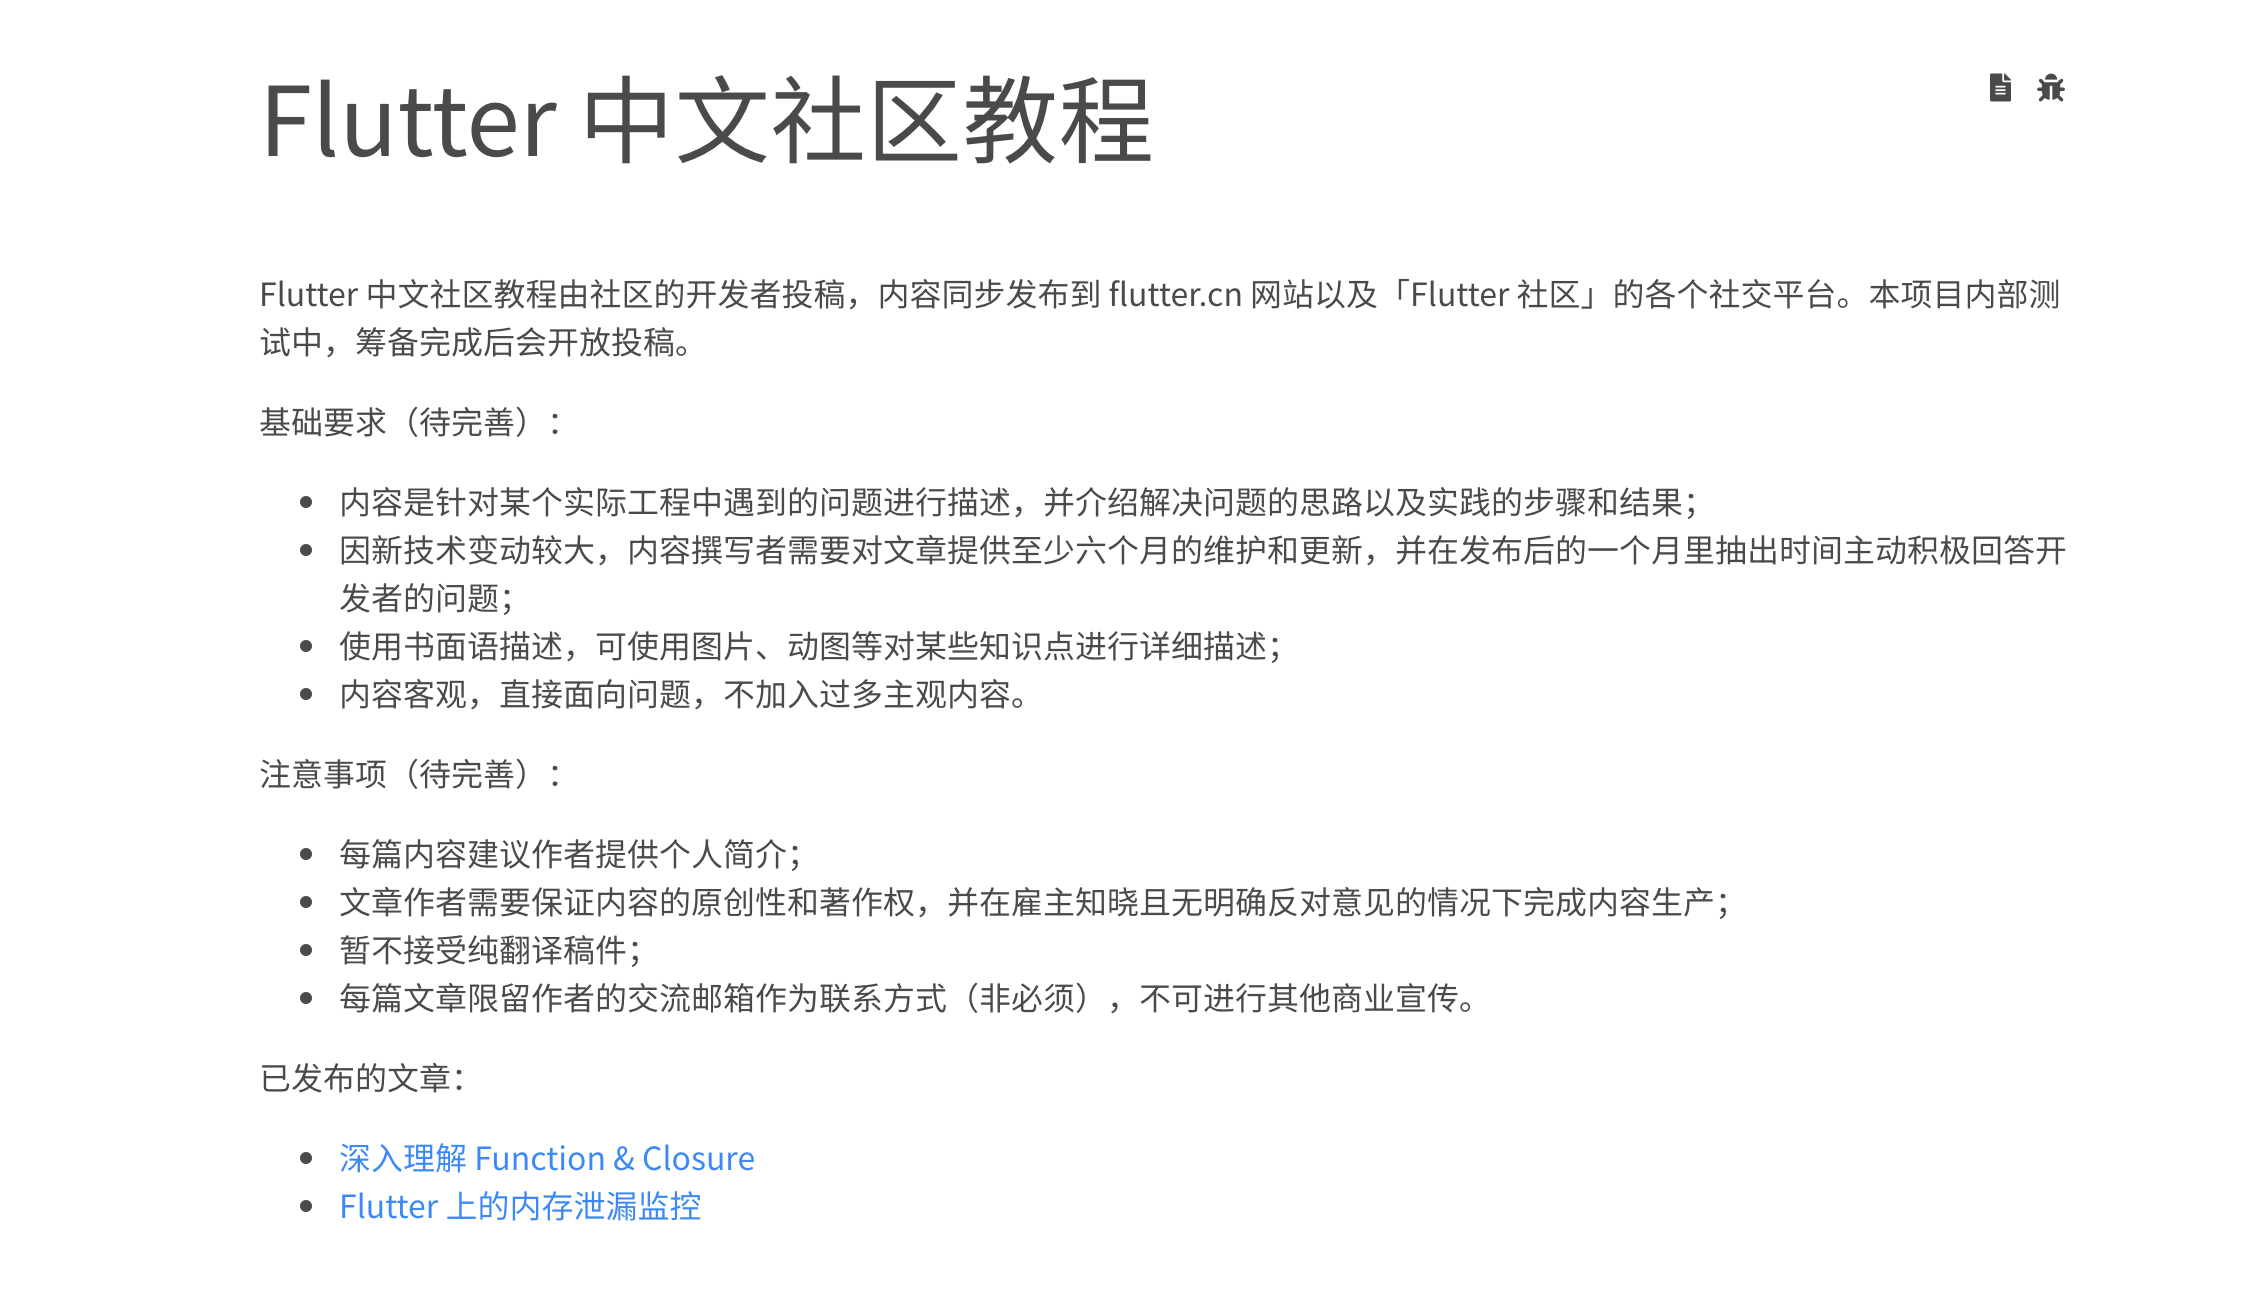 Flutter 中文社区教程
Flutter 中文社区教程由社区的开发者投稿，内容同步发布到 flutter.cn 网站以及「Flutter 社区」的各个社交平台。本项目内部测
试中，筹备完成后会开放投稿。
基础要求（待完善）：
内容是针对某个实际工程中遇到的问题进行描述，并介绍解决问题的思路以及实践的步骤和结果；
因新技术变动较大，内容撰写者需要对文章提供至少六个月的维护和更新，并在发布后的一个月里抽出时间主动积极回答开
发者的问题；
使用书面语描述，可使用图片、动图等对某些知识点进行详细描述；
内容客观，直接面向问题，不加入过多主观内容。
注意事项（待完善）：
每篇内容建议作者提供个人简介；
文章作者需要保证内容的原创性和著作权，并在雇主知晓且无明确反对意见的情况下完成内容生产；
暂不接受纯翻译稿件；
每篇文章限留作者的交流邮箱作为联系方式（非必须），不可进行其他商业宣传。
已发布的文章：
深入理解 Function & Closure
Flutter 上的内存泄漏监控